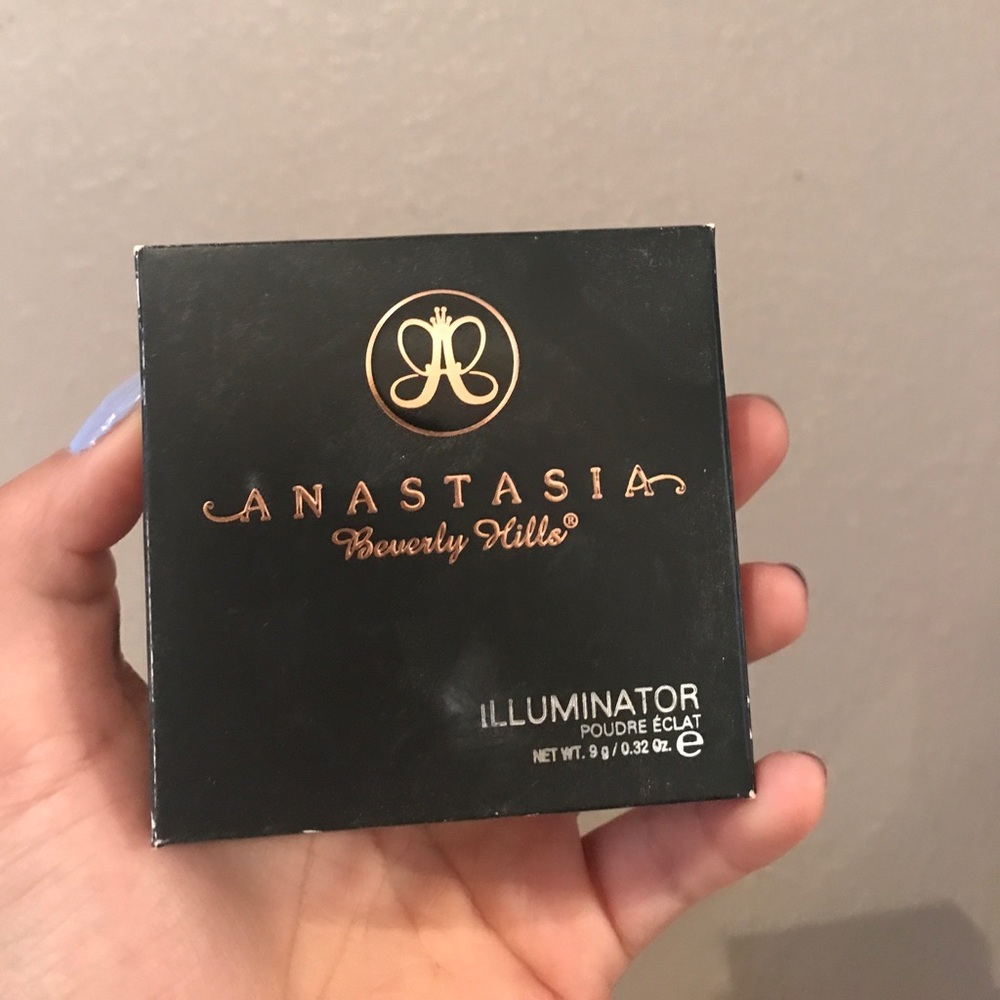 ANASTASIA
Beverly Hills®
ILLUMINATOR
POUDRE ÉCLAT
NET WT. 9 g / 0.32 Oz. e